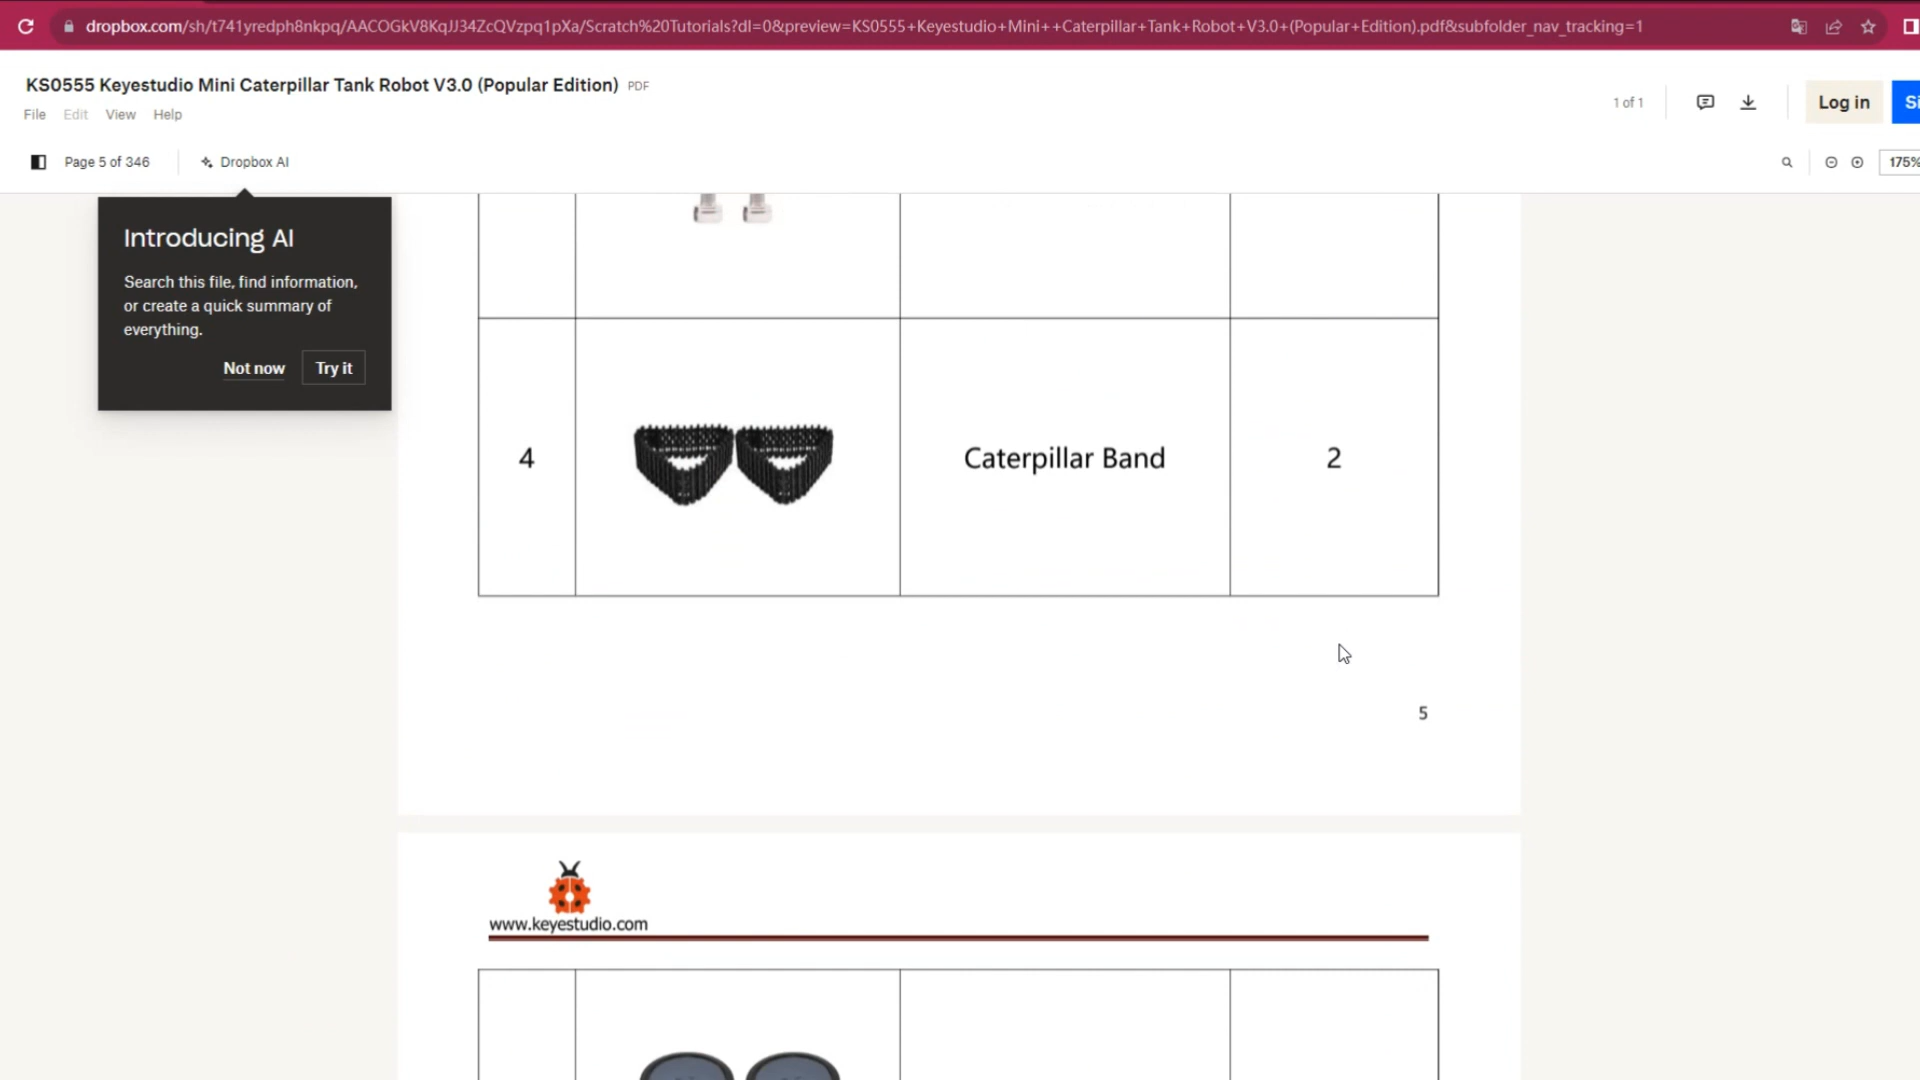 dropbox.com/sh/t741yredph8nkpq/AACOGkV8KqJJ34ZcQVzpq1pXa/Scratch%20Tutorials?dl=0&preview=KS0555+Keyestudio+Mini++Caterpillar+Tank+Robot+V3.0+(Popular+Edition).pdf&subfolder_nav_tracking=1
KS0555 Keyestudio Mini Caterpillar Tank Robot V3.0 (Popular Edition) PDF
File Edit View Help
1 of 1
Log in
Si
Page 5 of 346
Dropbox AI
175%
Introducing AI
Search this file, find information,
or create a quick summary of
everything.
Not now Try it
4 Caterpillar Band 2
5
www.keyestudio.com